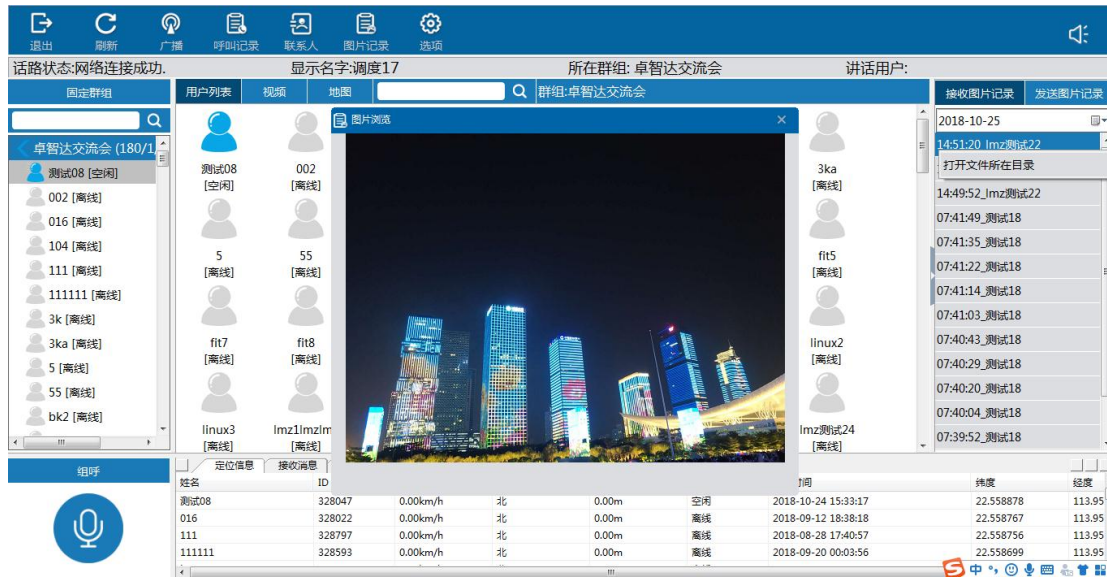 退出 刷新 广播 呼叫记录 联系人 图片记录 选项
话路状态:网络连接成功. 显示名字:调度17 所在群组: 卓智达交流会 讲话用户:
固定群组
卓智达交流会 (180/1
测试08 [空闲]
002 [离线]
016 [离线]
104 [离线]
111 [离线]
111111 [离线]
3k [离线]
3ka [离线]
5 [离线]
55 [离线]
bk2 [离线]
组呼
用户列表 视频 地图 群组:卓智达交流会
图片浏览
测试08 002 3ka
[空闲] [离线] [离线]
5 55 fit5
[离线] [离线] [离线]
fit7 fit8 linux2
[离线] [离线] [离线]
linux3 lmz1lmzlm lmz测试24
[离线] [离线] [离线]
接收图片记录 发送图片记录
2018-10-25
14:51:20_lmz测试22
打开文件所在目录
14:49:52_lmz测试22
07:41:49_测试18
07:41:35_测试18
07:41:22_测试18
07:41:14_测试18
07:41:03_测试18
07:40:43_测试18
07:40:29_测试18
07:40:20_测试18
07:40:04_测试18
07:39:52_测试18
定位信息 接收消息
姓名 ID 时间 纬度 经度
测试08 328047 0.00km/h 北 0.00m 空闲 2018-10-24 15:33:17 22.558878 113.95
016 328022 0.00km/h 北 0.00m 离线 2018-09-12 18:38:18 22.558767 113.95
111 328797 0.00km/h 北 0.00m 离线 2018-08-28 17:40:57 22.558756 113.95
111111 328593 0.00km/h 北 0.00m 离线 2018-09-20 00:03:56 22.558699 113.95
中